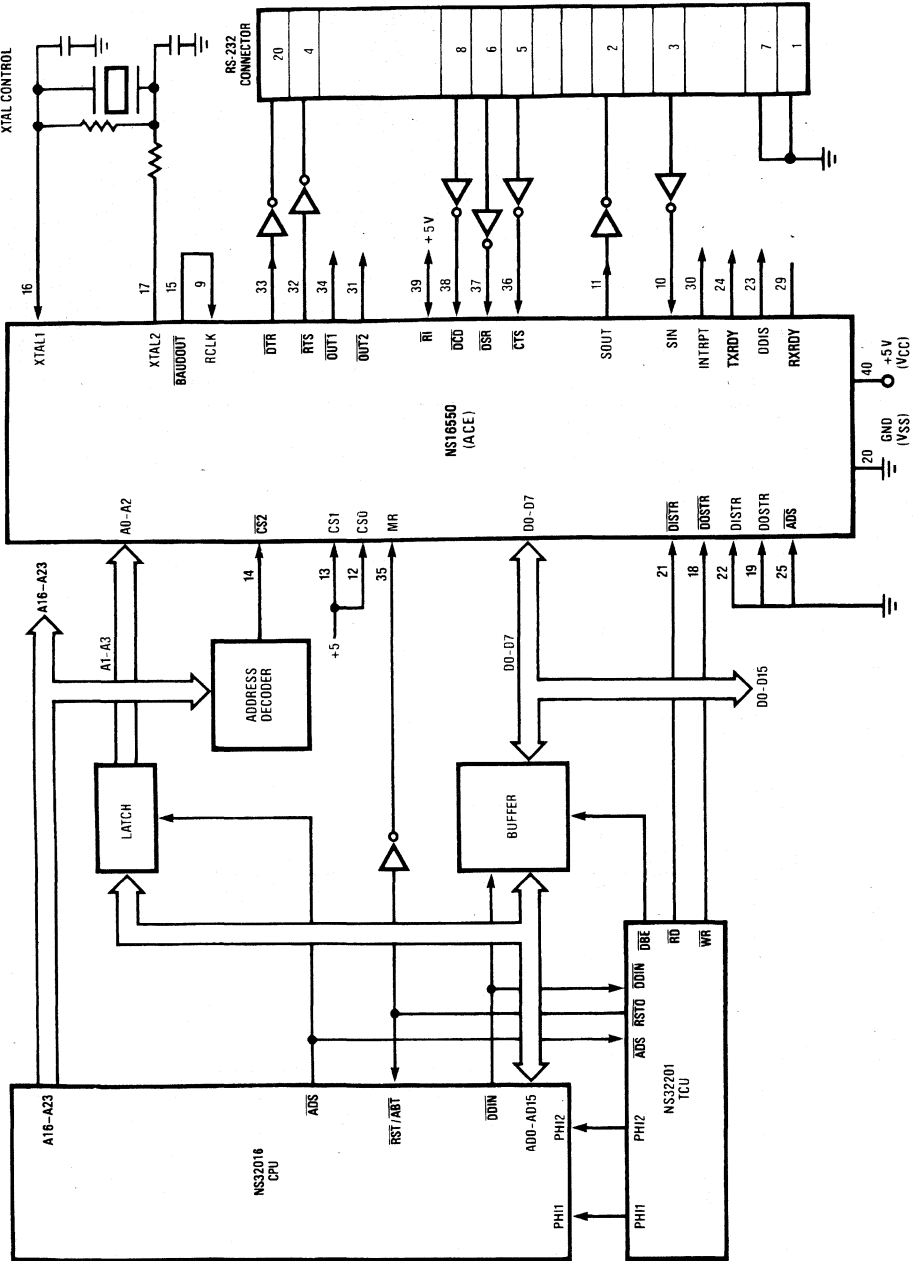 XTAL CONTROL
RS-232
CONNECTOR
20
4
8
6
5
2
3
7
1
16
17
15
9
33
32
34
31
39
+5V
38
37
36
11
10
30
24
23
29
XTAL1
XTAL2
BAUDOUT
RCLK
DTR
RTS
OUT1
OUT2
RI
DCD
DSR
CTS
SOUT
SIN
INTRPT
TXRDY
DDIS
RXRDY
NS16550
(ACE)
40
+5V
(VCC)
20
GND
(VSS)
A0-A2
CS2
CS1
CS0
MR
D0-D7
DISTR
DOSTR
DISTR
DOSTR
ADS
14
13
12
35
21
18
22
19
25
+5
A16-A23
A1-A3
ADDRESS
DECODER
D0-D7
D0-D15
LATCH
BUFFER
A16-A23
ADS
RST/ABT
DDIN
AD0-AD15
PHI2
PHI1
NS32016
CPU
DBE
RD
WR
DDIN
RSTO
ADS
PHI2
PHI1
NS32201
TCU